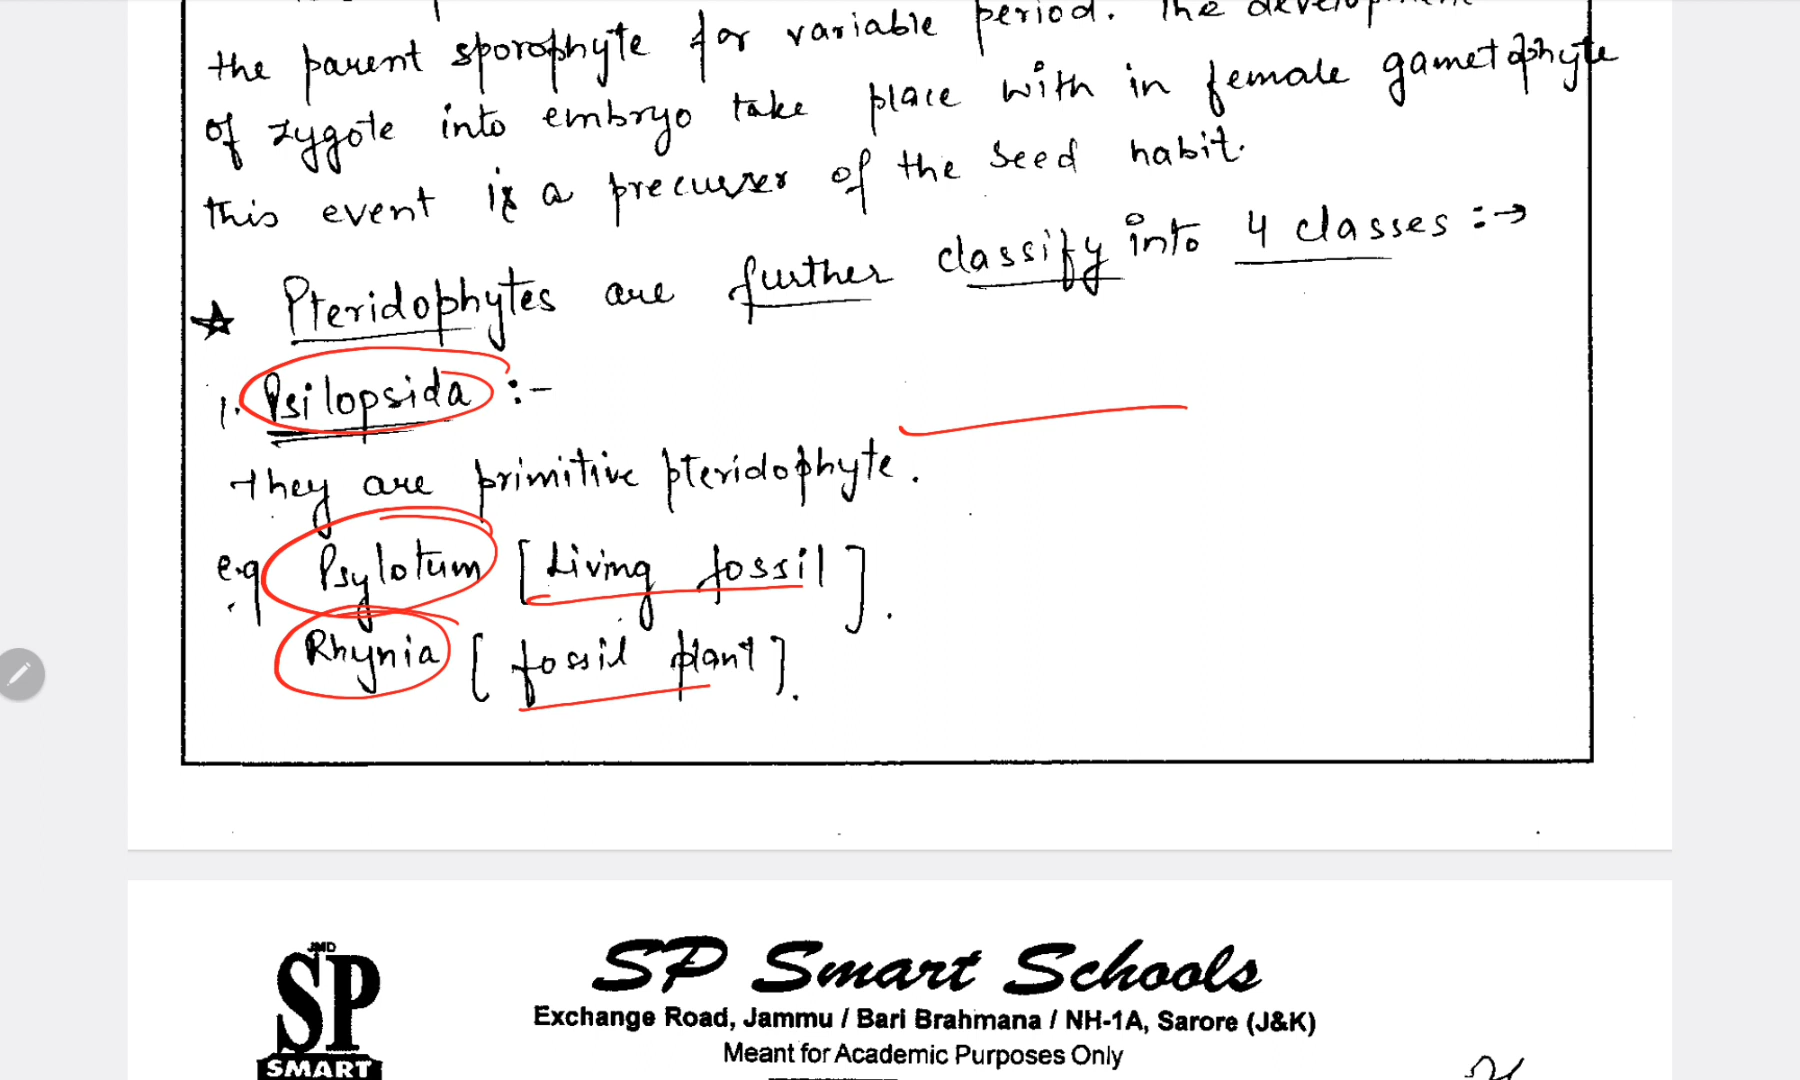 the parent sporophyte for variable period. The development
of zygote into embryo take place with in female gametophyte
this event is a precurser of the seed habit.
☆ Pteridophytes are further classify into 4 classes :→
1. Psilopsida :-
They are primitive pteridophyte.
e.g Psylotum [Living fossil].
Rhynia [fossil plant].
JMD
SP
SMART
SP Smart Schools
Exchange Road, Jammu / Bari Brahmana / NH-1A, Sarore (J&K)
Meant for Academic Purposes Only